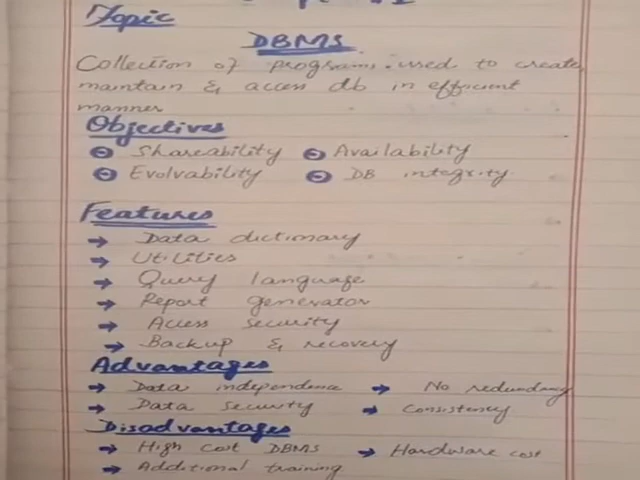 Topic
DBMS
Collection of programs used to create,
maintain & access db in efficient
manner
Objectives
Shareability Availability
Evolvability DB integrity
Features
→ Data dictionary
→ Utilities
→ Query language
→ Report generator
→ Access security
→ Backup & recovery
Advantages
→ Data independence → No redundancy
→ Data security → Consistency
Disadvantages
→ High cost DBMS → Hardware cost
→ Additional training